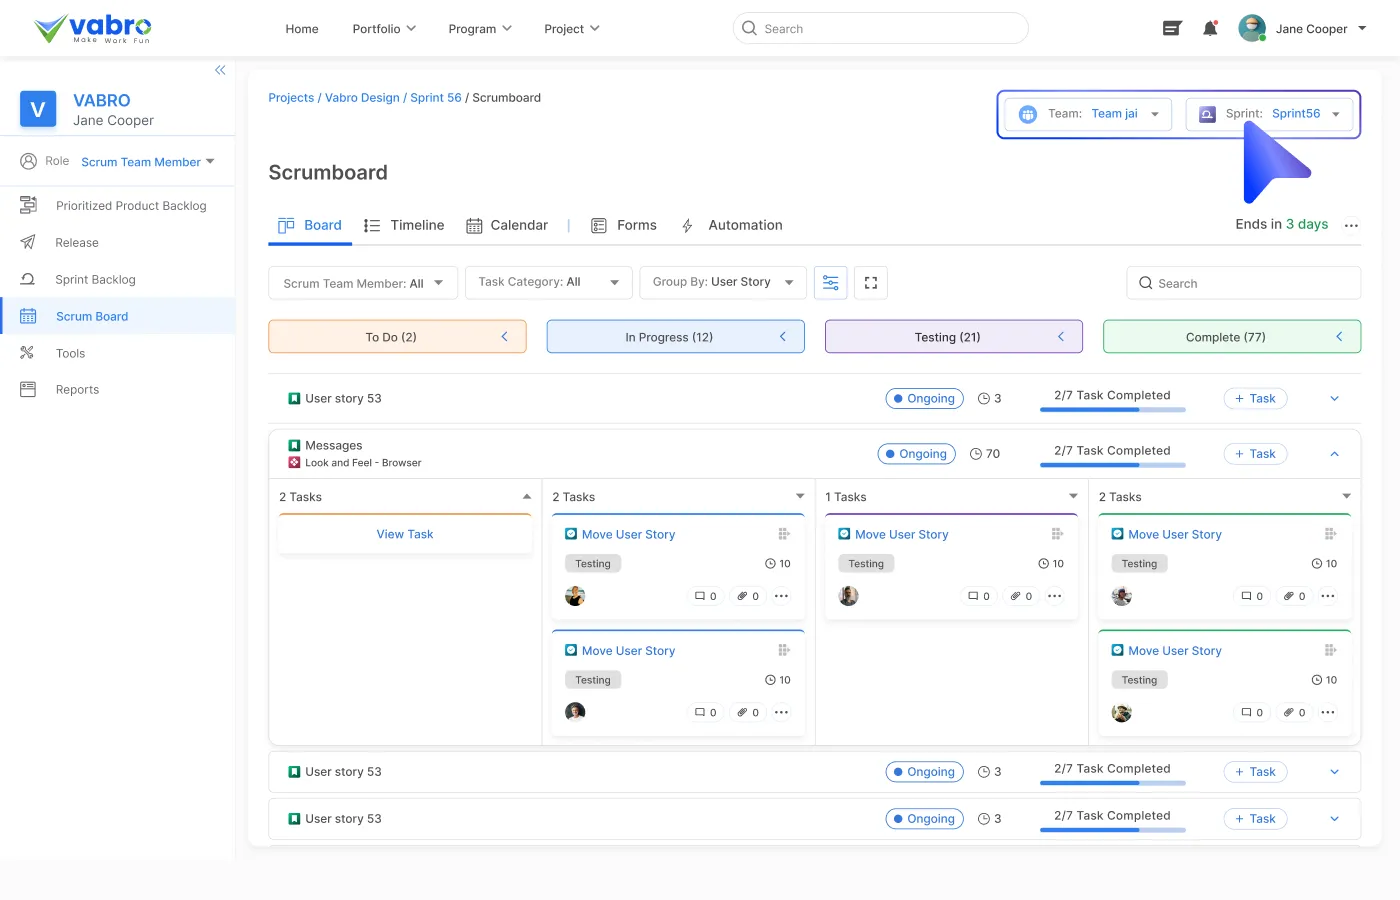 vabro
Make Work Fun
Home
Portfolio
Program
Project
Search
Jane Cooper
V
VABRO
Jane Cooper
Role
Scrum Team Member
Prioritized Product Backlog
Release
Sprint Backlog
Scrum Board
Tools
Reports
Projects / Vabro Design / Sprint 56 / Scrumboard
Team: Team jai
Sprint: Sprint56
Scrumboard
Board
Timeline
Calendar
|
Forms
Automation
Ends in 3 days
Scrum Team Member: All
Task Category: All
Group By: User Story
Search
To Do (2)
In Progress (12)
Testing (21)
Complete (77)
User story 53
Ongoing
3
2/7 Task Completed
+ Task
Messages
Look and Feel - Browser
Ongoing
70
2/7 Task Completed
+ Task
2 Tasks
2 Tasks
1 Tasks
2 Tasks
View Task
Move User Story
Testing
10
0
0
Move User Story
Testing
10
0
0
Move User Story
Testing
10
0
0
Move User Story
Testing
10
0
0
Move User Story
Testing
10
0
0
User story 53
Ongoing
3
2/7 Task Completed
+ Task
User story 53
Ongoing
3
2/7 Task Completed
+ Task